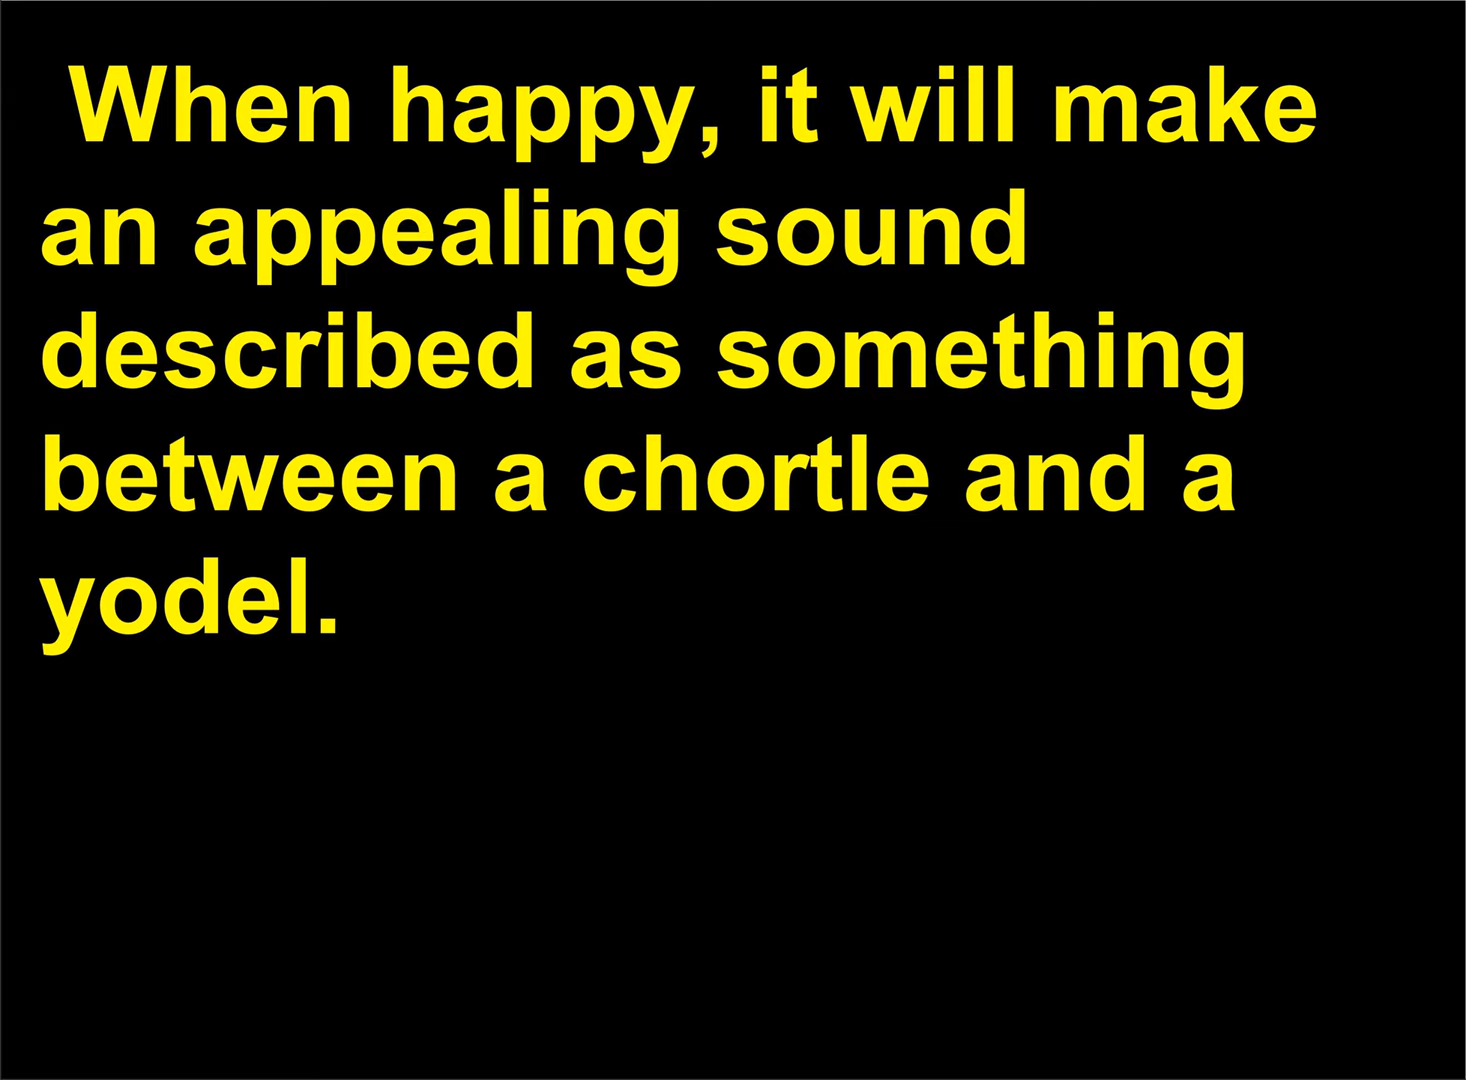 When happy, it will make
an appealing sound
described as something
between a chortle and a
yodel.